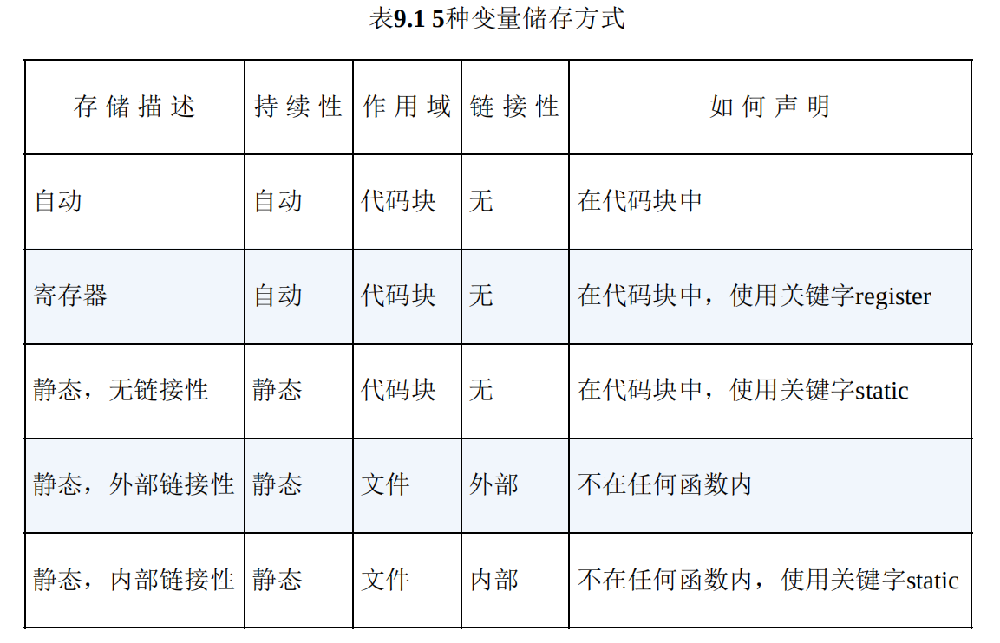 表9.1 5种变量储存方式
存储描述 持续性 作用域 链接性 如何声明
自动 自动 代码块 无 在代码块中
寄存器 自动 代码块 无 在代码块中，使用关键字register
静态，无链接性 静态 代码块 无 在代码块中，使用关键字static
静态，外部链接性 静态 文件 外部 不在任何函数内
静态，内部链接性 静态 文件 内部 不在任何函数内，使用关键字static